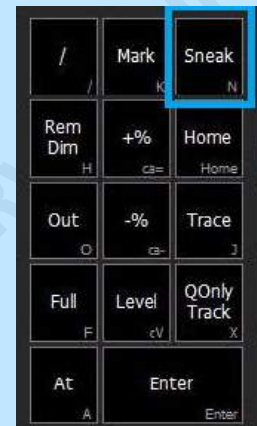 / Mark Sneak
/ K N
Rem
Dim +% Home
H ca= Home
Out -% Trace
O ca- J
Full Level QOnly
Track
F cV X
At Enter
A Enter